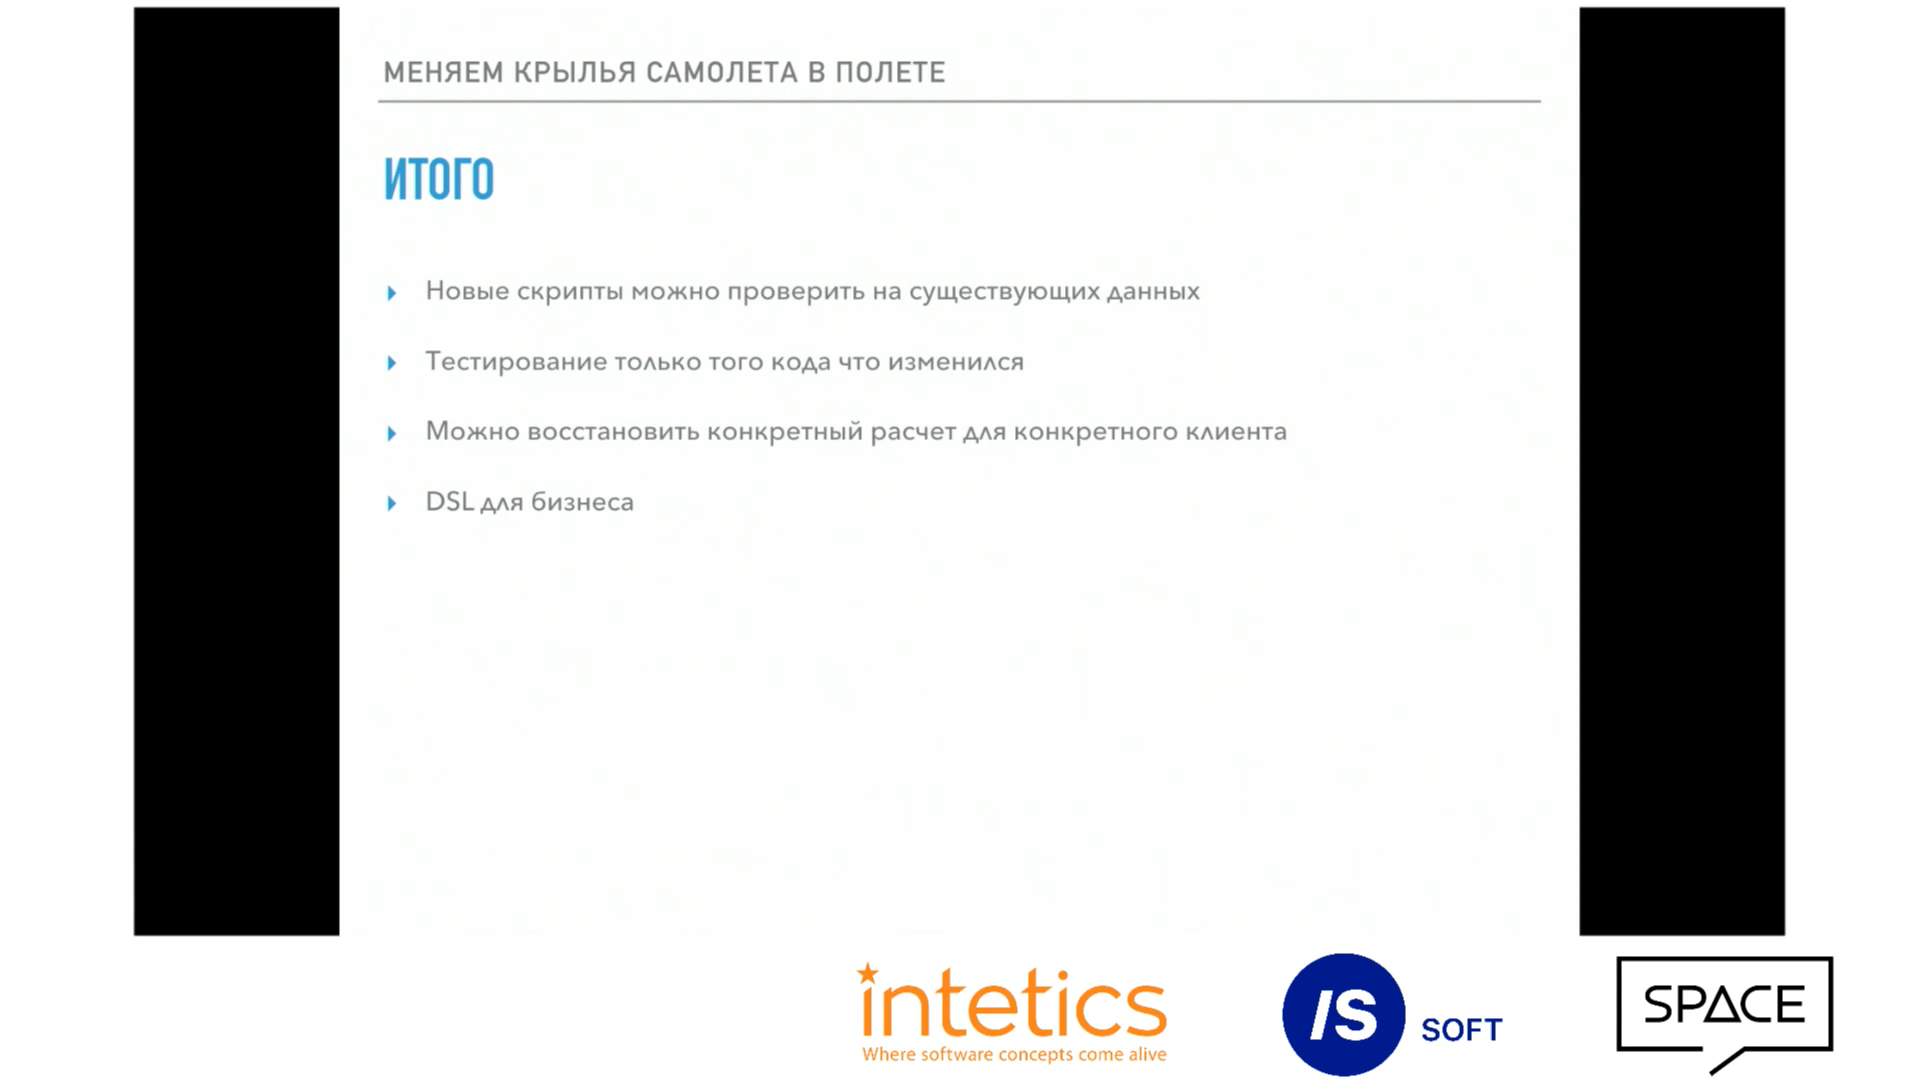 МЕНЯЕМ КРЫЛЬЯ САМОЛЕТА В ПОЛЕТЕ
ИТОГО
Новые скрипты можно проверить на существующих данных
Тестирование только того кода что изменился
Можно восстановить конкретный расчет для конкретного клиента
DSL для бизнеса
intetics
Where software concepts come alive
IS SOFT
SPACE